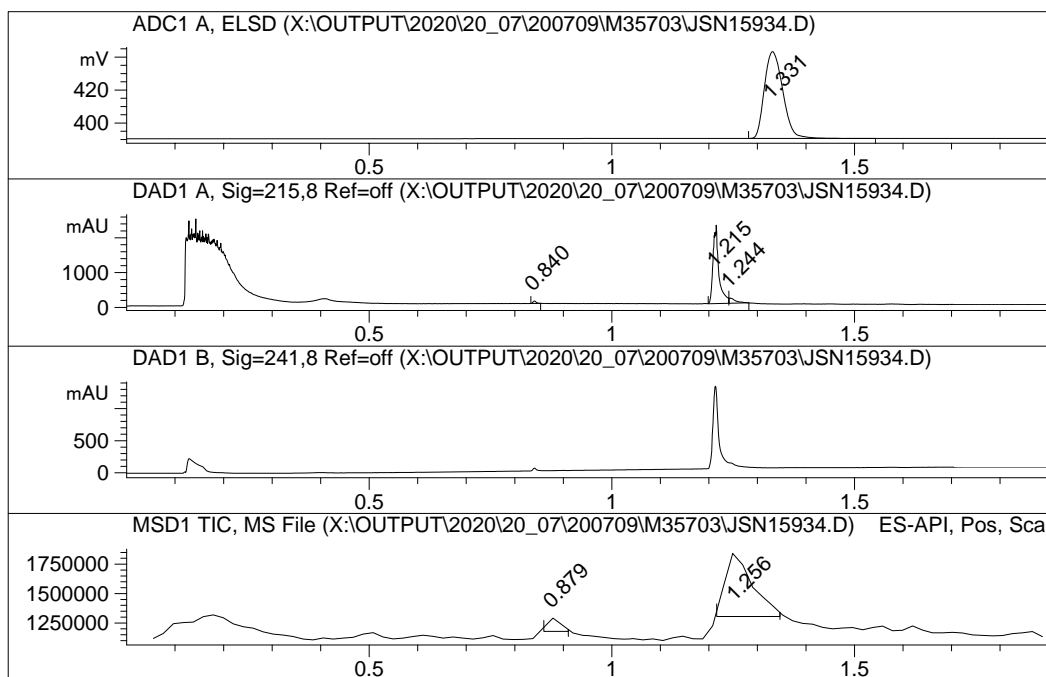 ADC1 A, ELSD (X:\OUTPUT\2020\20_07\200709\M35703\JSN15934.D)
mV
420
400
1.331
0.5 1 1.5
DAD1 A, Sig=215,8 Ref=off (X:\OUTPUT\2020\20_07\200709\M35703\JSN15934.D)
mAU
1000
0
0.840
1.215
1.244
0.5 1 1.5
DAD1 B, Sig=241,8 Ref=off (X:\OUTPUT\2020\20_07\200709\M35703\JSN15934.D)
mAU
500
0
0.5 1 1.5
MSD1 TIC, MS File (X:\OUTPUT\2020\20_07\200709\M35703\JSN15934.D) ES-API, Pos, Sca
1750000
1500000
1250000
0.879
1.256
0.5 1 1.5